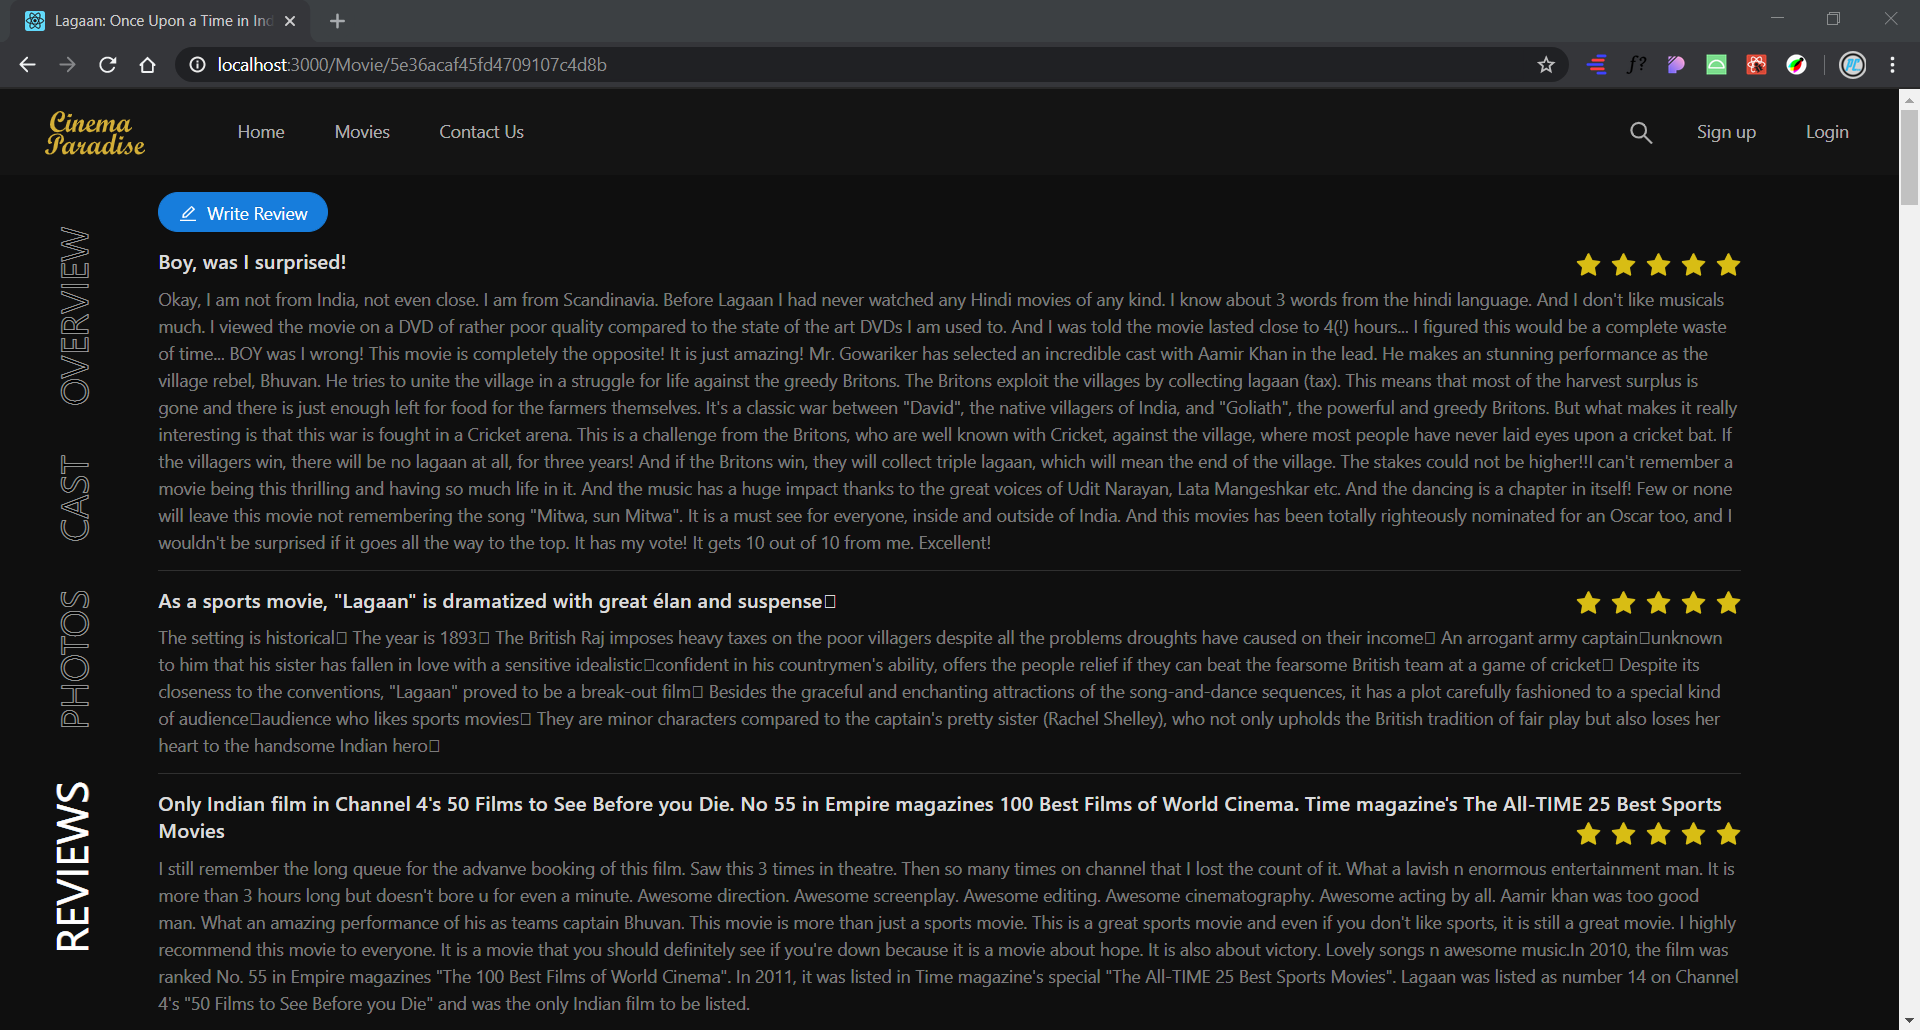 Lagaan: Once Upon a Time in Ind
localhost:3000/Movie/5e36acaf45fd4709107c4d8b
f?
PC
Cinema
Paradise
Home
Movies
Contact Us
Sign up
Login
OVERVIEW
CAST
PHOTOS
REVIEWS
Write Review
Boy, was I surprised!
Okay, I am not from India, not even close. I am from Scandinavia. Before Lagaan I had never watched any Hindi movies of any kind. I know about 3 words from the hindi language. And I don't like musicals
much. I viewed the movie on a DVD of rather poor quality compared to the state of the art DVDs I am used to. And I was told the movie lasted close to 4(!) hours... I figured this would be a complete waste
of time... BOY was I wrong! This movie is completely the opposite! It is just amazing! Mr. Gowariker has selected an incredible cast with Aamir Khan in the lead. He makes an stunning performance as the
village rebel, Bhuvan. He tries to unite the village in a struggle for life against the greedy Britons. The Britons exploit the villages by collecting lagaan (tax). This means that most of the harvest surplus is
gone and there is just enough left for food for the farmers themselves. It's a classic war between "David", the native villagers of India, and "Goliath", the powerful and greedy Britons. But what makes it really
interesting is that this war is fought in a Cricket arena. This is a challenge from the Britons, who are well known with Cricket, against the village, where most people have never laid eyes upon a cricket bat. If
the villagers win, there will be no lagaan at all, for three years! And if the Britons win, they will collect triple lagaan, which will mean the end of the village. The stakes could not be higher!!I can't remember a
movie being this thrilling and having so much life in it. And the music has a huge impact thanks to the great voices of Udit Narayan, Lata Mangeshkar etc. And the dancing is a chapter in itself! Few or none
will leave this movie not remembering the song "Mitwa, sun Mitwa". It is a must see for everyone, inside and outside of India. And this movies has been totally righteously nominated for an Oscar too, and I
wouldn't be surprised if it goes all the way to the top. It has my vote! It gets 10 out of 10 from me. Excellent!
As a sports movie, "Lagaan" is dramatized with great élan and suspense▯
The setting is historical▯ The year is 1893▯ The British Raj imposes heavy taxes on the poor villagers despite all the problems droughts have caused on their income▯ An arrogant army captain▯unknown
to him that his sister has fallen in love with a sensitive idealistic▯confident in his countrymen's ability, offers the people relief if they can beat the fearsome British team at a game of cricket▯ Despite its
closeness to the conventions, "Lagaan" proved to be a break-out film▯ Besides the graceful and enchanting attractions of the song-and-dance sequences, it has a plot carefully fashioned to a special kind
of audience▯audience who likes sports movies▯ They are minor characters compared to the captain's pretty sister (Rachel Shelley), who not only upholds the British tradition of fair play but also loses her
heart to the handsome Indian hero▯
Only Indian film in Channel 4's 50 Films to See Before you Die. No 55 in Empire magazines 100 Best Films of World Cinema. Time magazine's The All-TIME 25 Best Sports
Movies
I still remember the long queue for the advanve booking of this film. Saw this 3 times in theatre. Then so many times on channel that I lost the count of it. What a lavish n enormous entertainment man. It is
more than 3 hours long but doesn't bore u for even a minute. Awesome direction. Awesome screenplay. Awesome editing. Awesome cinematography. Awesome acting by all. Aamir khan was too good
man. What an amazing performance of his as teams captain Bhuvan. This movie is more than just a sports movie. This is a great sports movie and even if you don't like sports, it is still a great movie. I highly
recommend this movie to everyone. It is a movie that you should definitely see if you're down because it is a movie about hope. It is also about victory. Lovely songs n awesome music.In 2010, the film was
ranked No. 55 in Empire magazines "The 100 Best Films of World Cinema". In 2011, it was listed in Time magazine's special "The All-TIME 25 Best Sports Movies". Lagaan was listed as number 14 on Channel
4's "50 Films to See Before you Die" and was the only Indian film to be listed.